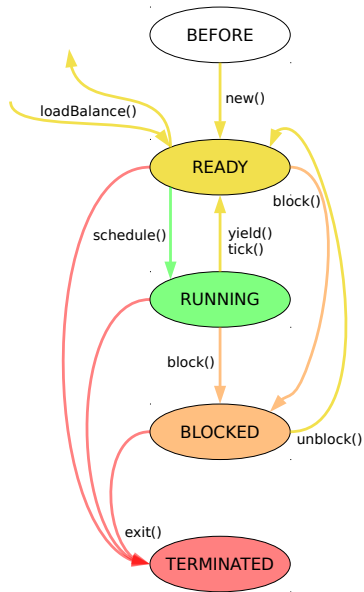 BEFORE
new()
loadBalance()
READY
block()
schedule()
yield()
tick()
RUNNING
block()
BLOCKED
unblock()
exit()
TERMINATED